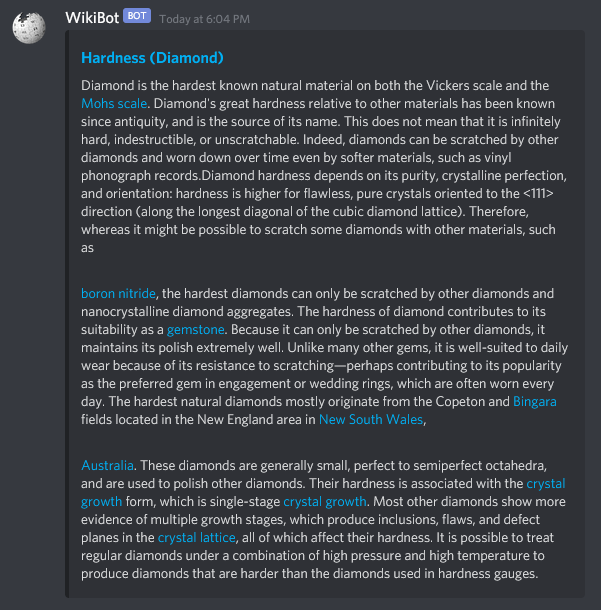 WikiBot BOT Today at 6:04 PM
Hardness (Diamond)
Diamond is the hardest known natural material on both the Vickers scale and the
Mohs scale. Diamond's great hardness relative to other materials has been known
since antiquity, and is the source of its name. This does not mean that it is infinitely
hard, indestructible, or unscratchable. Indeed, diamonds can be scratched by other
diamonds and worn down over time even by softer materials, such as vinyl
phonograph records.Diamond hardness depends on its purity, crystalline perfection,
and orientation: hardness is higher for flawless, pure crystals oriented to the <111>
direction (along the longest diagonal of the cubic diamond lattice). Therefore,
whereas it might be possible to scratch some diamonds with other materials, such
as
boron nitride, the hardest diamonds can only be scratched by other diamonds and
nanocrystalline diamond aggregates. The hardness of diamond contributes to its
suitability as a gemstone. Because it can only be scratched by other diamonds, it
maintains its polish extremely well. Unlike many other gems, it is well-suited to daily
wear because of its resistance to scratching—perhaps contributing to its popularity
as the preferred gem in engagement or wedding rings, which are often worn every
day. The hardest natural diamonds mostly originate from the Copeton and Bingara
fields located in the New England area in New South Wales,
Australia. These diamonds are generally small, perfect to semiperfect octahedra,
and are used to polish other diamonds. Their hardness is associated with the crystal
growth form, which is single-stage crystal growth. Most other diamonds show more
evidence of multiple growth stages, which produce inclusions, flaws, and defect
planes in the crystal lattice, all of which affect their hardness. It is possible to treat
regular diamonds under a combination of high pressure and high temperature to
produce diamonds that are harder than the diamonds used in hardness gauges.